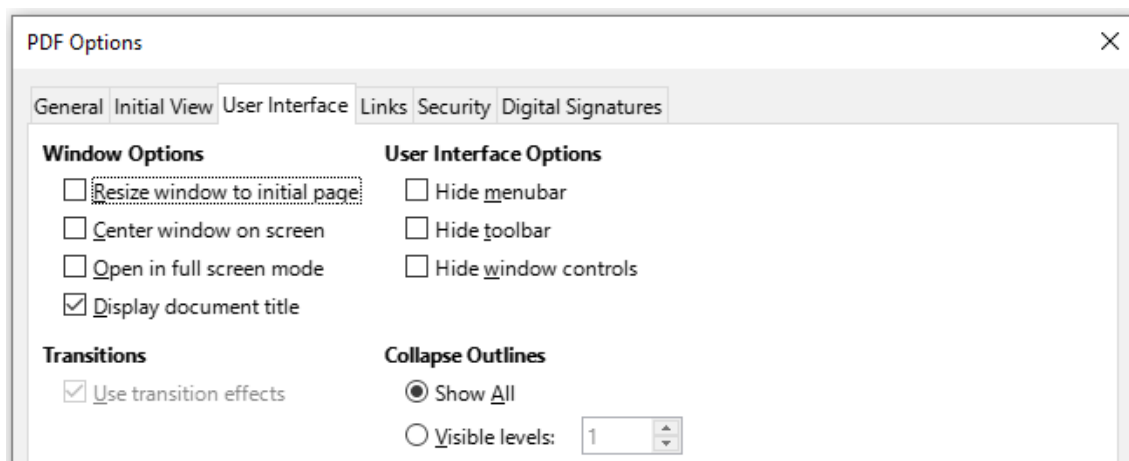 PDF Options
General Initial View User Interface Links Security Digital Signatures
Window Options
Resize window to initial page
Center window on screen
Open in full screen mode
Display document title
User Interface Options
Hide menubar
Hide toolbar
Hide window controls
Transitions
Use transition effects
Collapse Outlines
Show All
Visible levels: 1